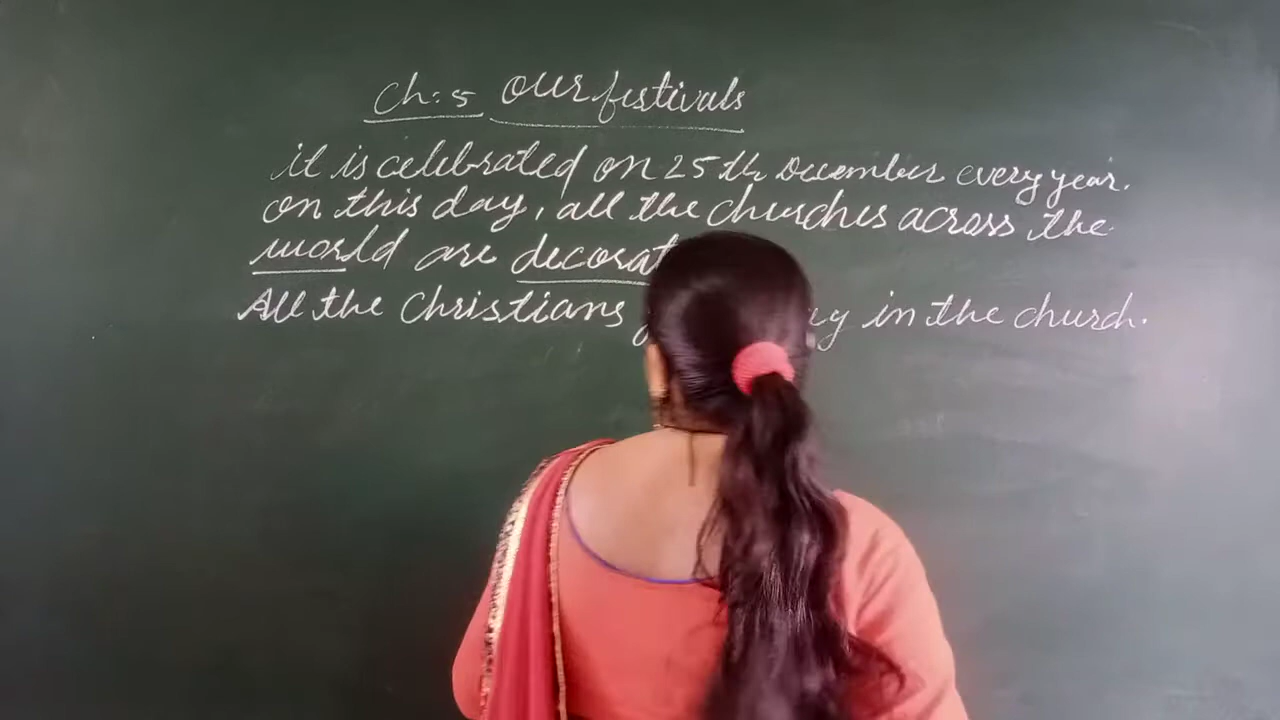 Ch:5 Our festivals
it is celebrated on 25th December every year.
on this day, all the churches across the
world are
All the Christians in the church.